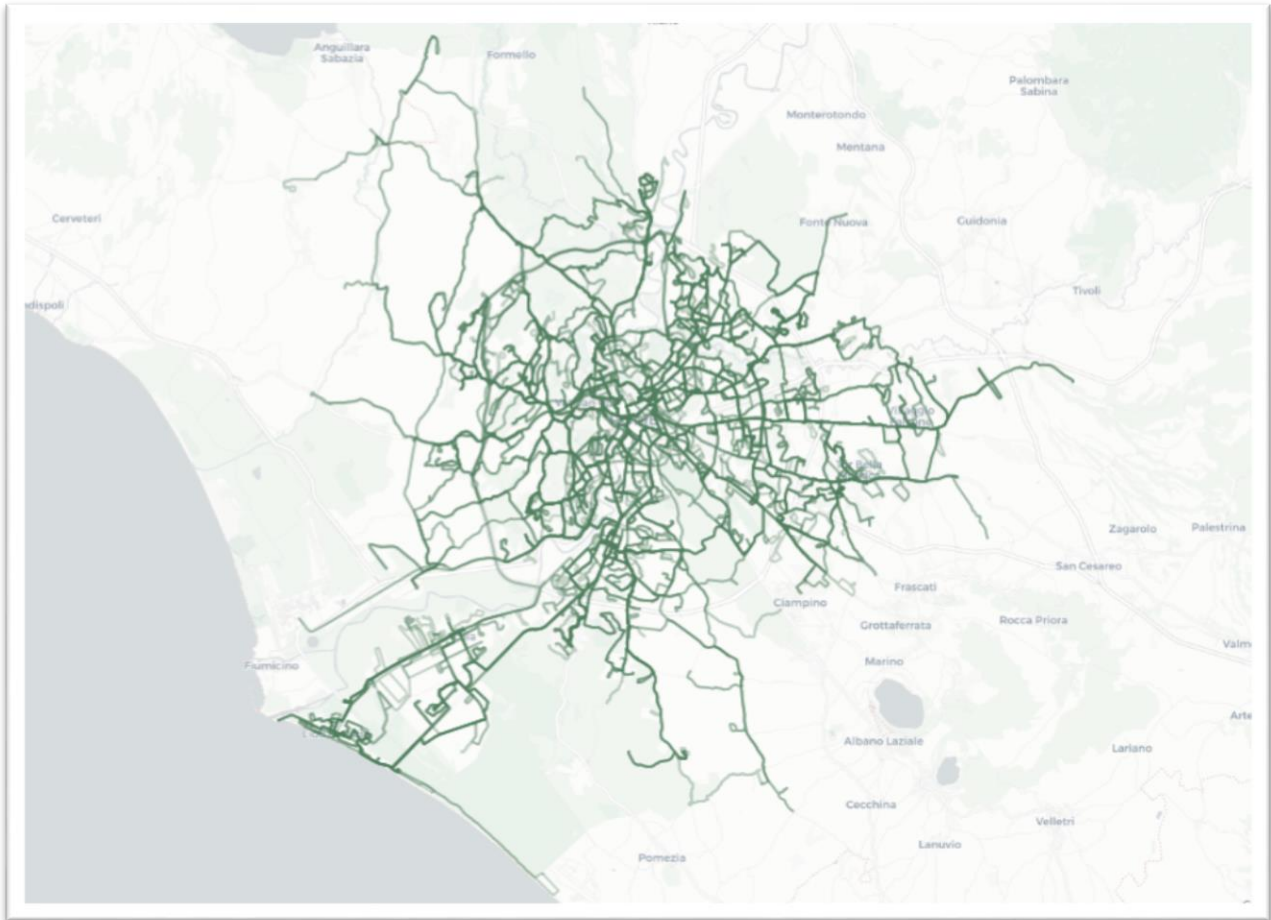 Anguillara
Sabazia
Formello
Palombara
Sabina
Monterotondo
Mentana
Cerveteri
Fonte Nuova
Guidonia
Tivoli
dispoli
Zagarolo
Palestrina
San Cesareo
Frascati
Ciampino
Rocca Priora
Grottaferrata
Valm
Marino
Fiumicino
Arte
Albano Laziale
Lariano
Cecchina
Velletri
Lanuvio
Pomezia